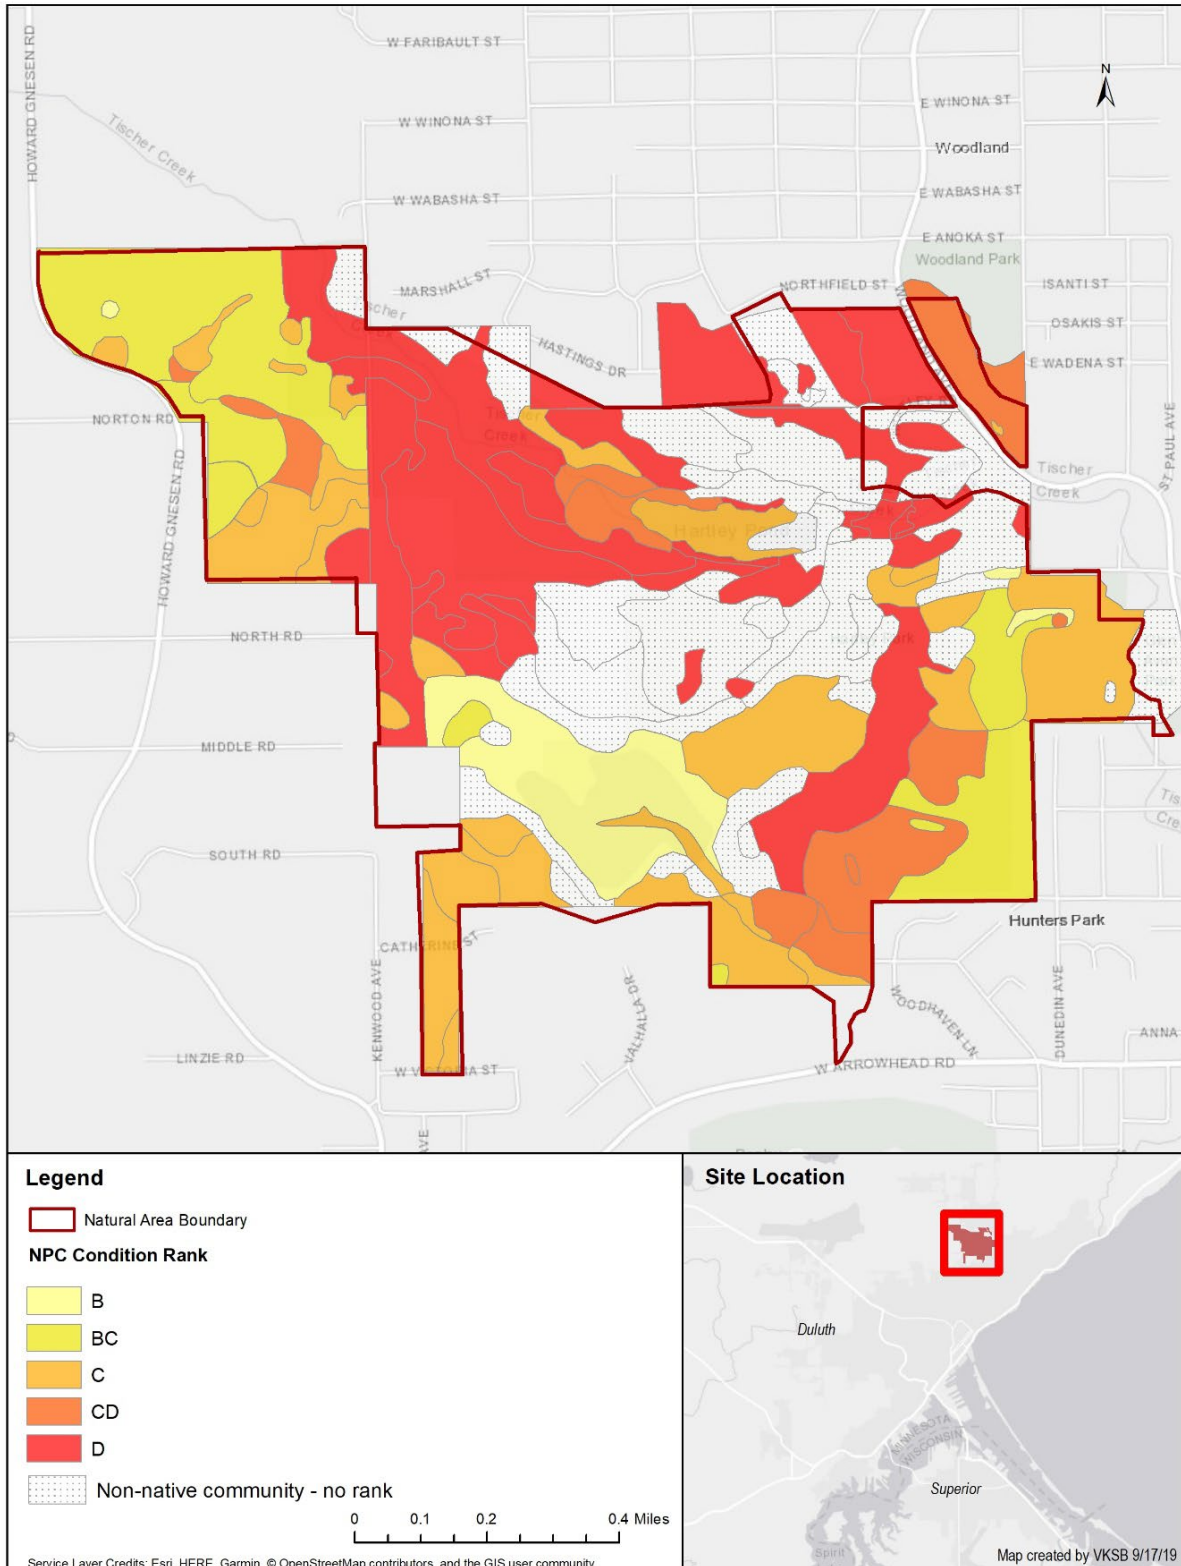 W FARIBAULT ST
HOWARD GNESEN RD
N
E WINONA ST
W WINONA ST
Tischer Creek
Woodland
E WABASHA ST
W WABASHA ST
E ANOKA ST
Woodland Park
MARSHALL ST
NORTHFIELD ST
ISANTI ST
OSAKIS ST
HASTINGS DR
E WADENA ST
NORTON RD
Tischer
Creek
ST PAUL AVE
HOWARD GNESEN RD
NORTH RD
MIDDLE RD
SOUTH RD
Hunters Park
KENWOOD AVE
VALHALLA DR
WOODHAVEN LN
DUNEDIN AVE
ANNA
LINZIE RD
W ARROWHEAD RD
AVE
Legend
Natural Area Boundary
NPC Condition Rank
B
BC
C
CD
D
Non-native community - no rank
0 0.1 0.2 0.4 Miles
Service Layer Credits: Esri, HERE, Garmin, © OpenStreetMap contributors, and the GIS user community
Site Location
Duluth
MINNESOTA
WISCONSIN
Superior
Spirit
Map created by VKSB 9/17/19